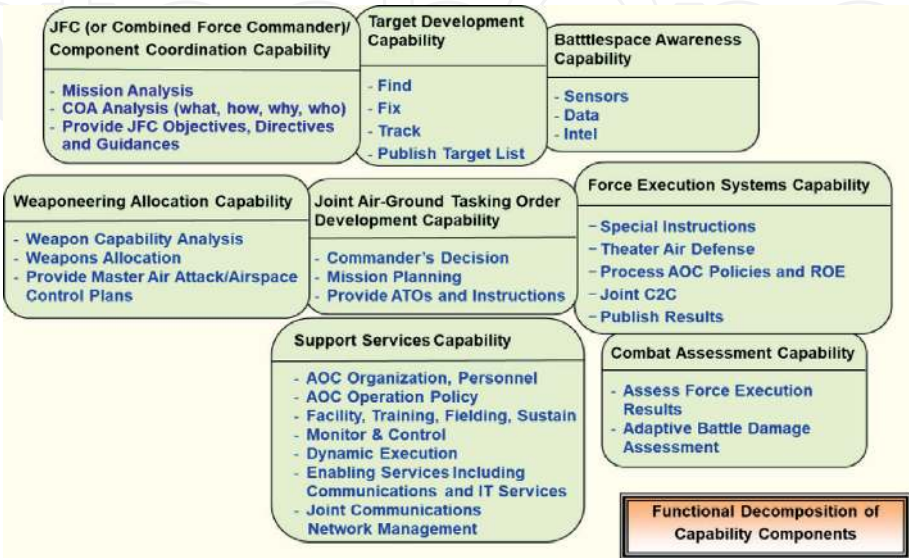 JFC (or Combined Force Commander)/
Component Coordination Capability
- Mission Analysis
- COA Analysis (what, how, why, who)
- Provide JFC Objectives, Directives
and Guidances
Target Development
Capability
- Find
- Fix
- Track
- Publish Target List
Batttlespace Awareness
Capability
- Sensors
- Data
- Intel
Weaponeering Allocation Capability
- Weapon Capability Analysis
- Weapons Allocation
- Provide Master Air Attack/Airspace
Control Plans
Joint Air-Ground Tasking Order
Development Capability
- Commander's Decision
- Mission Planning
- Provide ATOs and Instructions
Force Execution Systems Capability
– Special Instructions
– Theater Air Defense
– Process AOC Policies and ROE
– Joint C2C
– Publish Results
Support Services Capability
- AOC Organization, Personnel
- AOC Operation Policy
- Facility, Training, Fielding, Sustain
- Monitor & Control
- Dynamic Execution
- Enabling Services Including
Communications and IT Services
- Joint Communications
Network Management
Combat Assessment Capability
- Assess Force Execution
Results
- Adaptive Battle Damage
Assessment
Functional Decomposition of
Capability Components